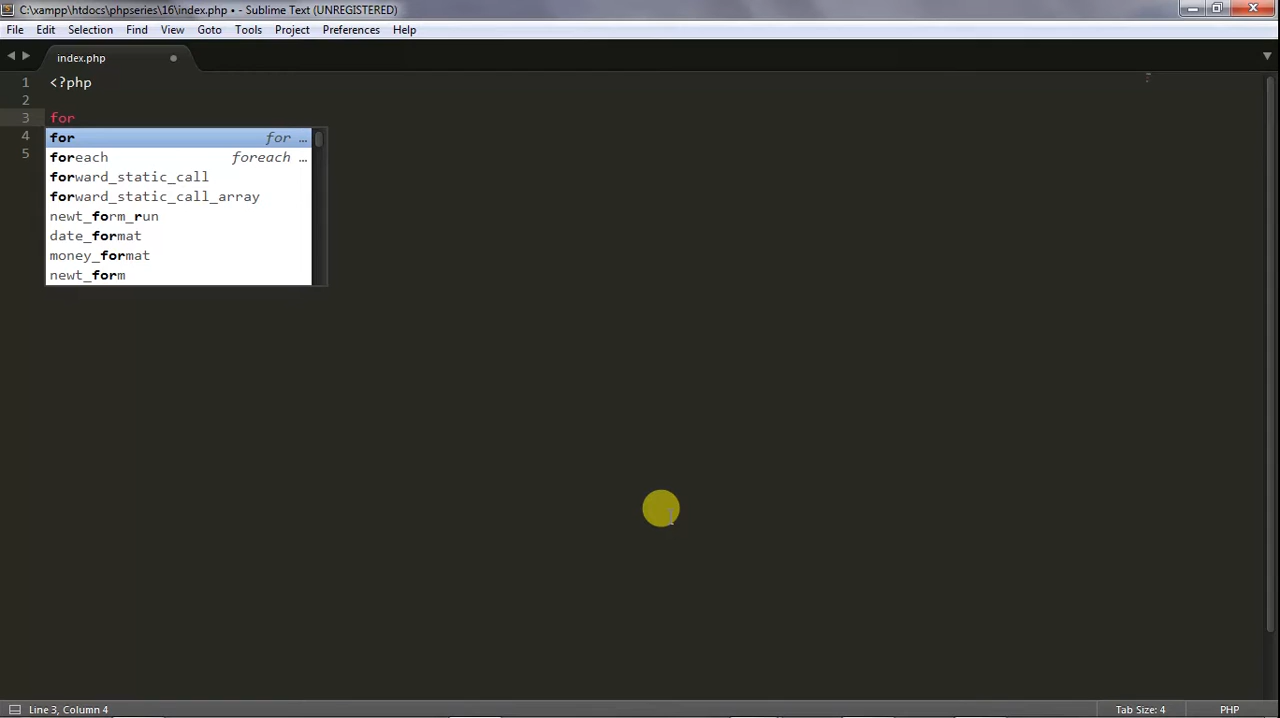 C:\xampp\htdocs\phpseries\16\index.php • - Sublime Text (UNREGISTERED)
File Edit Selection Find View Goto Tools Project Preferences Help
index.php
1 <?php
2
3 for
4
5
for for …
foreach foreach …
forward_static_call
forward_static_call_array
newt_form_run
date_format
money_format
newt_form
Line 3, Column 4 Tab Size: 4 PHP